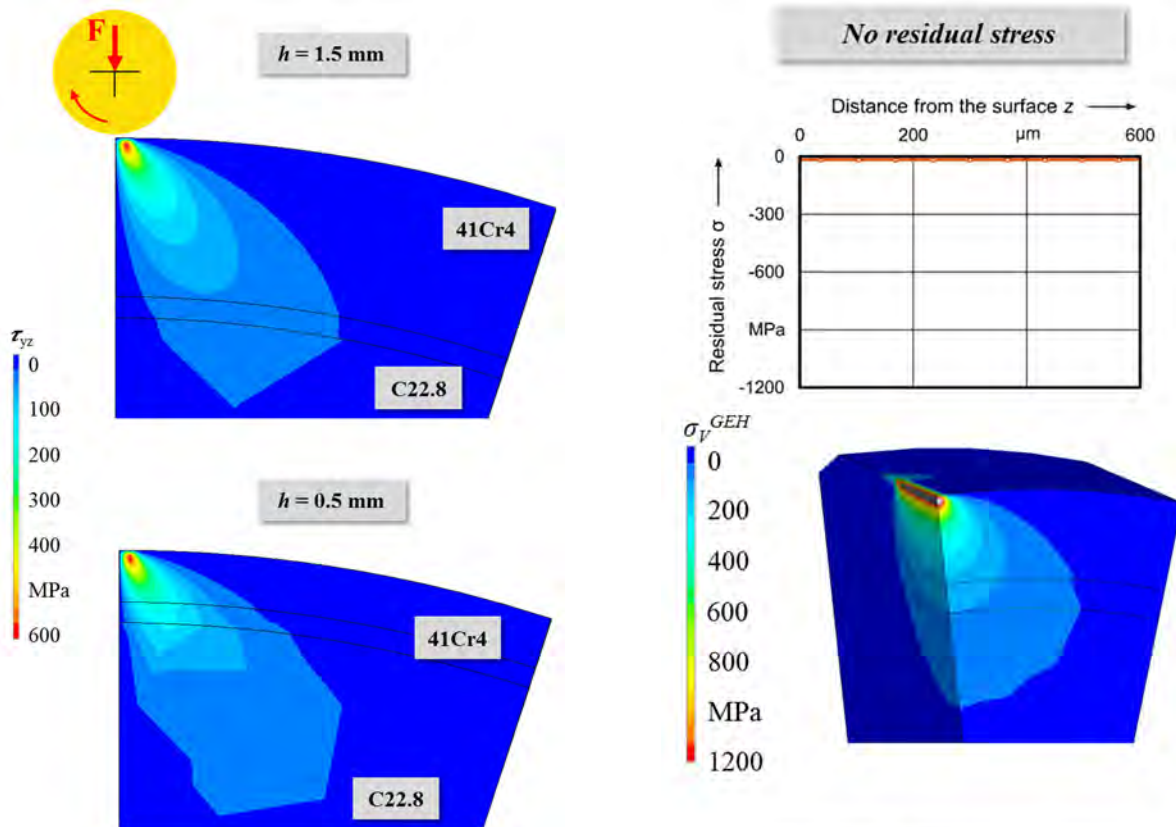 F
h = 1.5 mm
41Cr4
C22.8
τyz
0
100
200
300
400
MPa
600
h = 0.5 mm
41Cr4
C22.8
No residual stress
Distance from the surface z
0 200 µm 600
Residual stress σ
0
-300
-600
MPa
-1200
σV GEH
0
200
400
600
800
MPa
1200